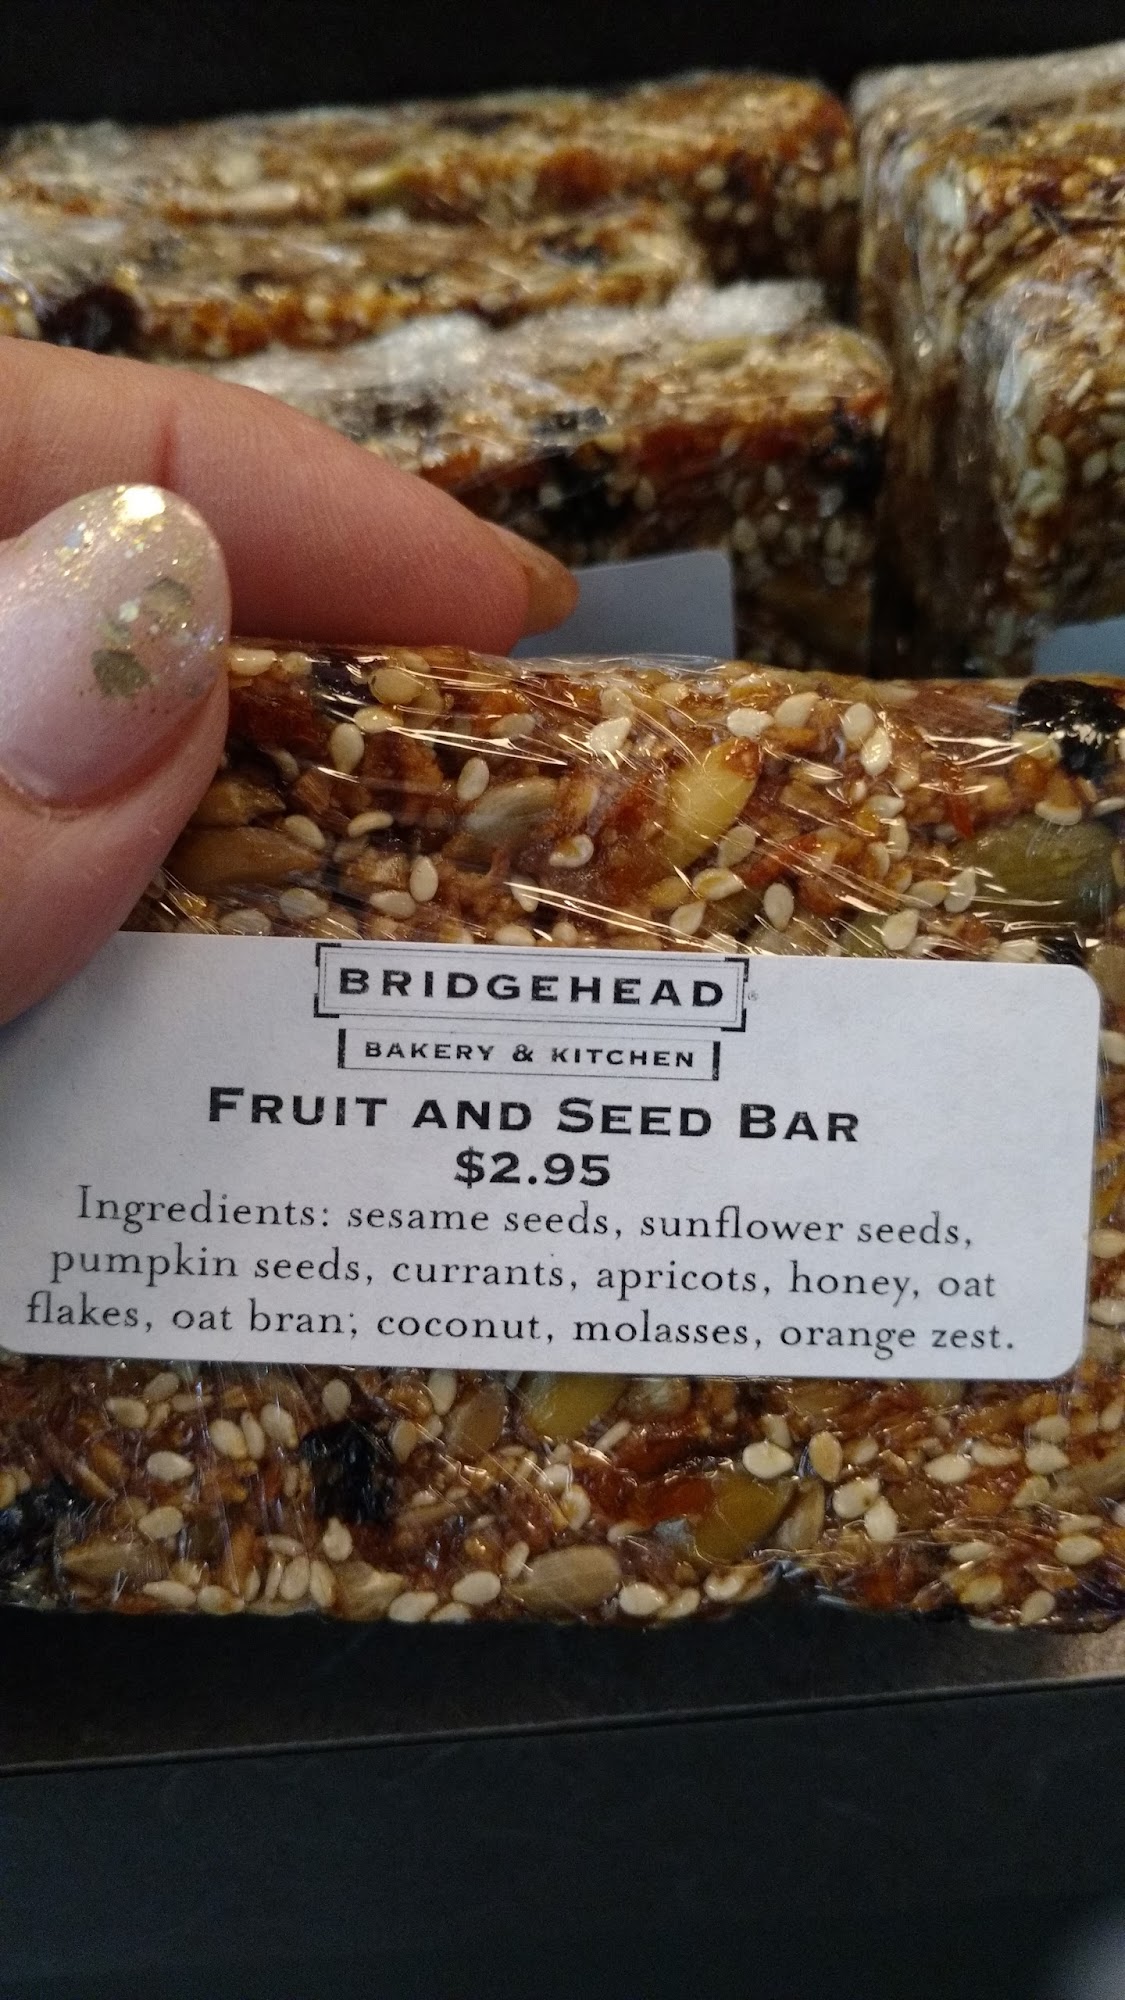 BRIDGEHEAD®
BAKERY & KITCHEN
FRUIT AND SEED BAR
$2.95
Ingredients: sesame seeds, sunflower seeds,
pumpkin seeds, currants, apricots, honey, oat
flakes, oat bran; coconut, molasses, orange zest.